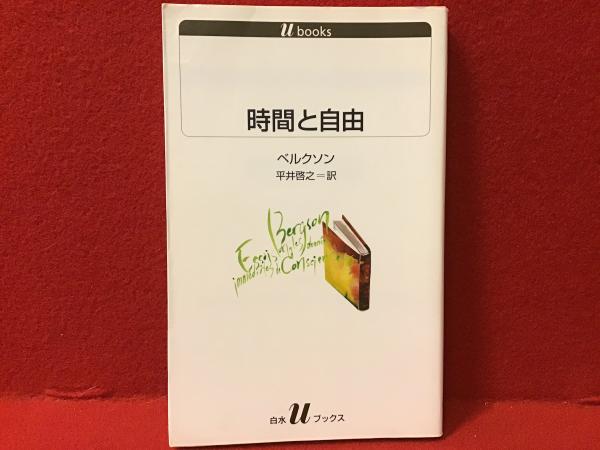 u books
時間と自由
ベルクソン
平井啓之＝訳
Bergson
Essai
immédiates
Conscien
白水 u ブックス